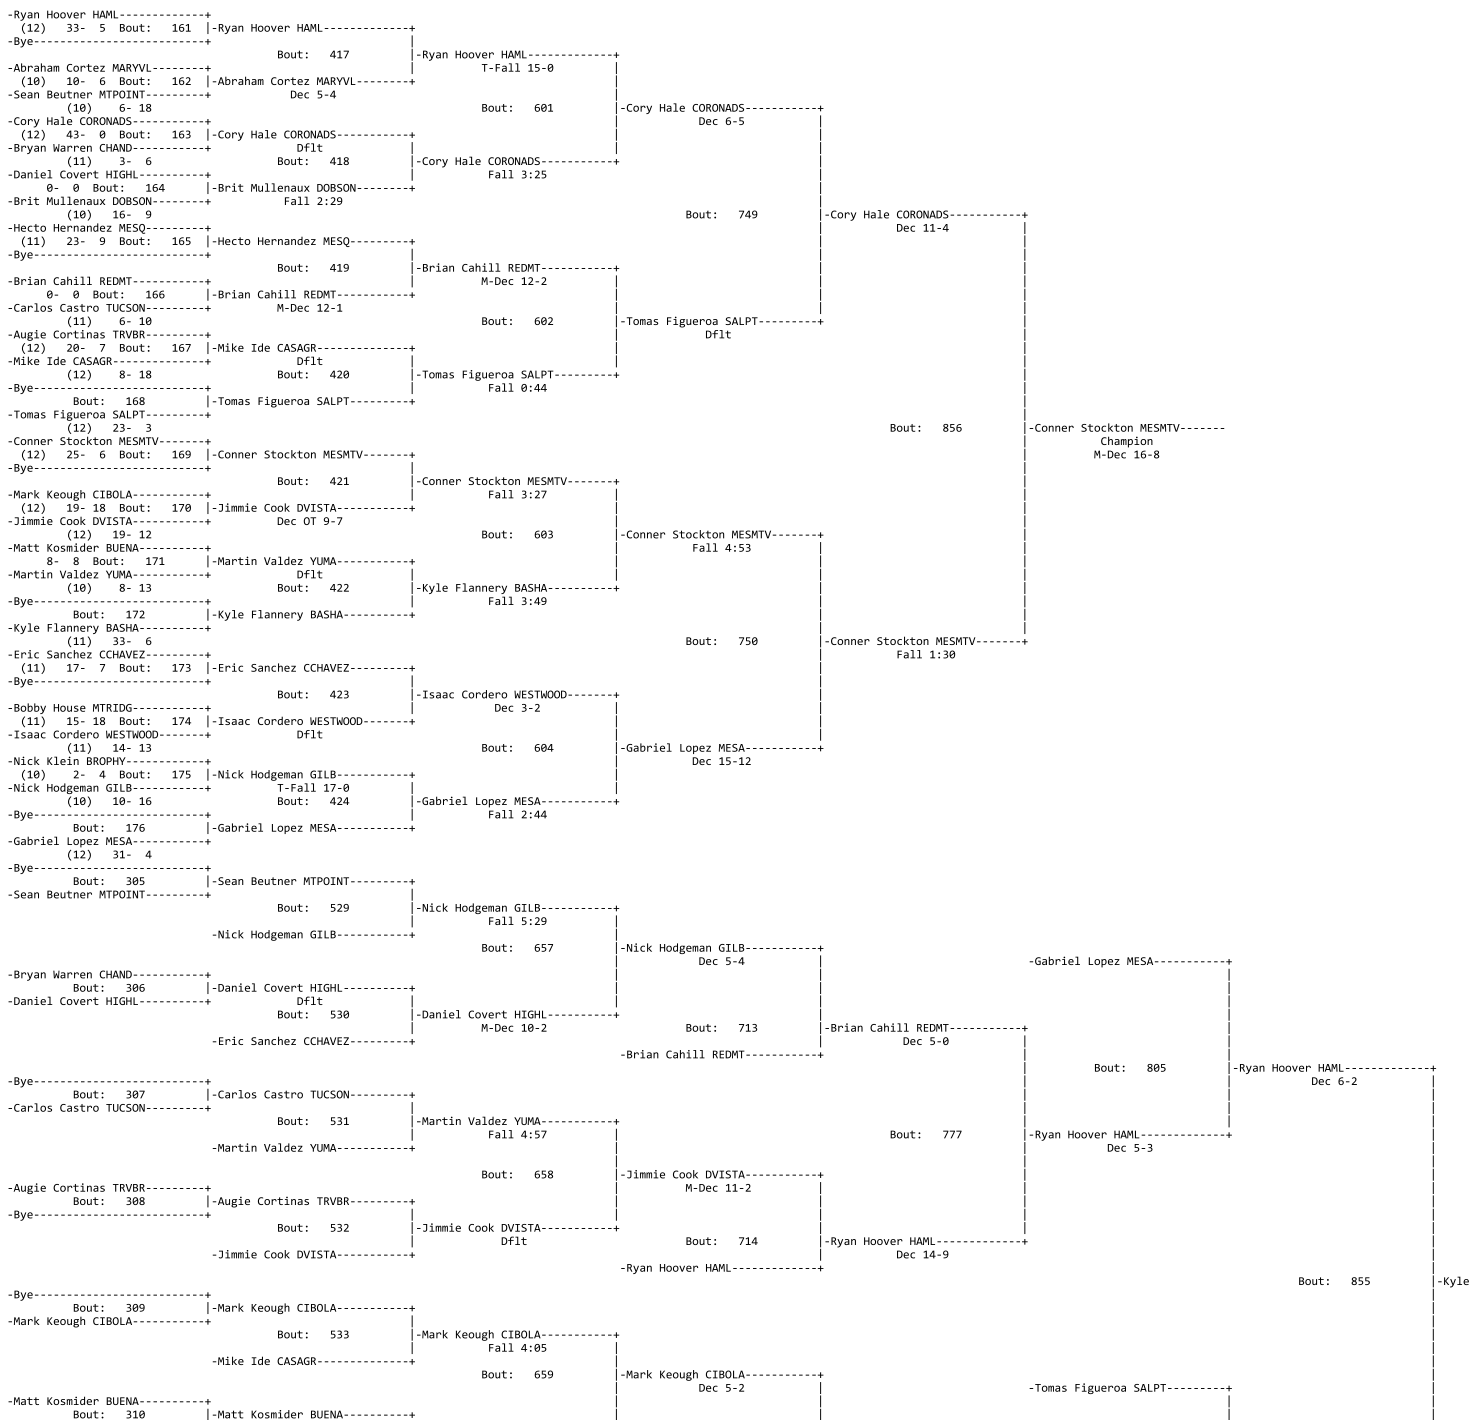 -Ryan Hoover HAML-------------+
(12) 33- 5 Bout: 161 |-Ryan Hoover HAML-------------+
-Bye--------------------------+ |
Bout: 417 |-Ryan Hoover HAML-------------+
-Abraham Cortez MARYVL--------+ | T-Fall 15-0 |
(10) 10- 6 Bout: 162 |-Abraham Cortez MARYVL--------+ |
-Sean Beutner MTPOINT---------+ Dec 5-4 |
(10) 6- 18 Bout: 601 |-Cory Hale CORONADS-----------+
-Cory Hale CORONADS-----------+ | Dec 6-5 |
(12) 43- 0 Bout: 163 |-Cory Hale CORONADS-----------+ | |
-Bryan Warren CHAND-----------+ Dflt | | |
(11) 3- 6 Bout: 418 |-Cory Hale CORONADS-----------+ |
-Daniel Covert HIGHL----------+ | Fall 3:25 |
0- 0 Bout: 164 |-Brit Mullenaux DOBSON--------+ |
-Brit Mullenaux DOBSON--------+ Fall 2:29 |
(10) 16- 9 Bout: 749 |-Cory Hale CORONADS-----------+
-Hecto Hernandez MESQ---------+ | Dec 11-4 |
(11) 23- 9 Bout: 165 |-Hecto Hernandez MESQ---------+ | |
-Bye--------------------------+ | | |
Bout: 419 |-Brian Cahill REDMT-----------+ | |
-Brian Cahill REDMT-----------+ | M-Dec 12-2 | | |
0- 0 Bout: 166 |-Brian Cahill REDMT-----------+ | | |
-Carlos Castro TUCSON---------+ M-Dec 12-1 | | |
(11) 6- 10 Bout: 602 |-Tomas Figueroa SALPT---------+ |
-Augie Cortinas TRVBR---------+ | Dflt |
(12) 20- 7 Bout: 167 |-Mike Ide CASAGR--------------+ | |
-Mike Ide CASAGR--------------+ Dflt | | |
(12) 8- 18 Bout: 420 |-Tomas Figueroa SALPT---------+ |
-Bye--------------------------+ | Fall 0:44 |
Bout: 168 |-Tomas Figueroa SALPT---------+ |
-Tomas Figueroa SALPT---------+ |
(12) 23- 3 Bout: 856 |-Conner Stockton MESMTV-------
-Conner Stockton MESMTV-------+ | Champion
(12) 25- 6 Bout: 169 |-Conner Stockton MESMTV-------+ | M-Dec 16-8
-Bye--------------------------+ | |
Bout: 421 |-Conner Stockton MESMTV-------+ |
-Mark Keough CIBOLA-----------+ | Fall 3:27 | |
(12) 19- 18 Bout: 170 |-Jimmie Cook DVISTA-----------+ | |
-Jimmie Cook DVISTA-----------+ Dec OT 9-7 | |
(12) 19- 12 Bout: 603 |-Conner Stockton MESMTV-------+ |
-Matt Kosmider BUENA----------+ | Fall 4:53 | |
8- 8 Bout: 171 |-Martin Valdez YUMA-----------+ | | |
-Martin Valdez YUMA-----------+ Dflt | | | |
(10) 8- 13 Bout: 422 |-Kyle Flannery BASHA----------+ | |
-Bye--------------------------+ | Fall 3:49 | |
Bout: 172 |-Kyle Flannery BASHA----------+ | |
-Kyle Flannery BASHA----------+ | |
(11) 33- 6 Bout: 750 |-Conner Stockton MESMTV-------+
-Eric Sanchez CCHAVEZ---------+ | Fall 1:30
(11) 17- 7 Bout: 173 |-Eric Sanchez CCHAVEZ---------+ |
-Bye--------------------------+ | |
Bout: 423 |-Isaac Cordero WESTWOOD-------+ |
-Bobby House MTRIDG-----------+ | Dec 3-2 | |
(11) 15- 18 Bout: 174 |-Isaac Cordero WESTWOOD-------+ | |
-Isaac Cordero WESTWOOD-------+ Dflt | |
(11) 14- 13 Bout: 604 |-Gabriel Lopez MESA-----------+
-Nick Klein BROPHY------------+ | Dec 15-12
(10) 2- 4 Bout: 175 |-Nick Hodgeman GILB-----------+ |
-Nick Hodgeman GILB-----------+ T-Fall 17-0 | |
(10) 10- 16 Bout: 424 |-Gabriel Lopez MESA-----------+
-Bye--------------------------+ | Fall 2:44
Bout: 176 |-Gabriel Lopez MESA-----------+
-Gabriel Lopez MESA-----------+
(12) 31- 4
-Bye--------------------------+
Bout: 305 |-Sean Beutner MTPOINT---------+
-Sean Beutner MTPOINT---------+ |
Bout: 529 |-Nick Hodgeman GILB-----------+
| Fall 5:29 |
-Nick Hodgeman GILB-----------+ |
Bout: 657 |-Nick Hodgeman GILB-----------+
| Dec 5-4 | -Gabriel Lopez MESA-----------+
-Bryan Warren CHAND-----------+ | | |
Bout: 306 |-Daniel Covert HIGHL----------+ | | |
-Daniel Covert HIGHL----------+ Dflt | | | |
Bout: 530 |-Daniel Covert HIGHL----------+ | |
| M-Dec 10-2 Bout: 713 |-Brian Cahill REDMT-----------+ |
-Eric Sanchez CCHAVEZ---------+ | Dec 5-0 | |
-Brian Cahill REDMT-----------+ | |
Bout: 805 |-Ryan Hoover HAML-------------+
-Bye--------------------------+ | | Dec 6-2 |
Bout: 307 |-Carlos Castro TUCSON---------+ | | |
-Carlos Castro TUCSON---------+ | | | |
Bout: 531 |-Martin Valdez YUMA-----------+ | | |
| Fall 4:57 | Bout: 777 |-Ryan Hoover HAML-------------+ |
-Martin Valdez YUMA-----------+ | | Dec 5-3 |
Bout: 658 |-Jimmie Cook DVISTA-----------+ | |
-Augie Cortinas TRVBR---------+ | M-Dec 11-2 | | |
Bout: 308 |-Augie Cortinas TRVBR---------+ | | | |
-Bye--------------------------+ | | | | |
Bout: 532 |-Jimmie Cook DVISTA-----------+ | | |
| Dflt Bout: 714 |-Ryan Hoover HAML-------------+ |
-Jimmie Cook DVISTA-----------+ | Dec 14-9 |
-Ryan Hoover HAML-------------+ |
Bout: 855 |-Kyle
-Bye--------------------------+ |
Bout: 309 |-Mark Keough CIBOLA-----------+ |
-Mark Keough CIBOLA-----------+ | |
Bout: 533 |-Mark Keough CIBOLA-----------+ |
| Fall 4:05 | |
-Mike Ide CASAGR--------------+ | |
Bout: 659 |-Mark Keough CIBOLA-----------+ |
| Dec 5-2 | -Tomas Figueroa SALPT---------+ |
-Matt Kosmider BUENA----------+ | | | |
Bout: 310 |-Matt Kosmider BUENA----------+ | | | |